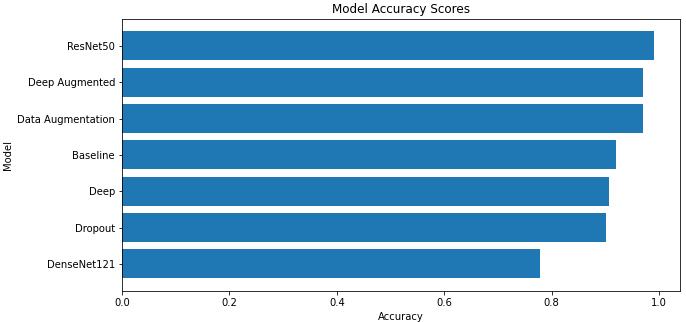 Model Accuracy Scores
Model
ResNet50
Deep Augmented
Data Augmentation
Baseline
Deep
Dropout
DenseNet121
0.0 0.2 0.4 0.6 0.8 1.0
Accuracy